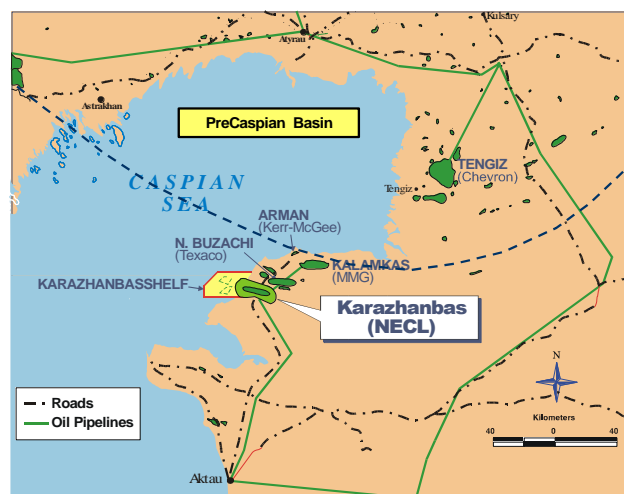 Kulsary
Atyrau
Astrakhan
PreCaspian Basin
TENGIZ
(Chevron)
Tengiz
CASPIAN
SEA
ARMAN
(Kerr-McGee)
N. BUZACHI
(Texaco)
KALAMKAS
(MMG)
KARAZHANBASSHELF
Karazhanbas
(NECL)
N
Roads
Oil Pipelines
Kilometers
40 0 40
Aktau